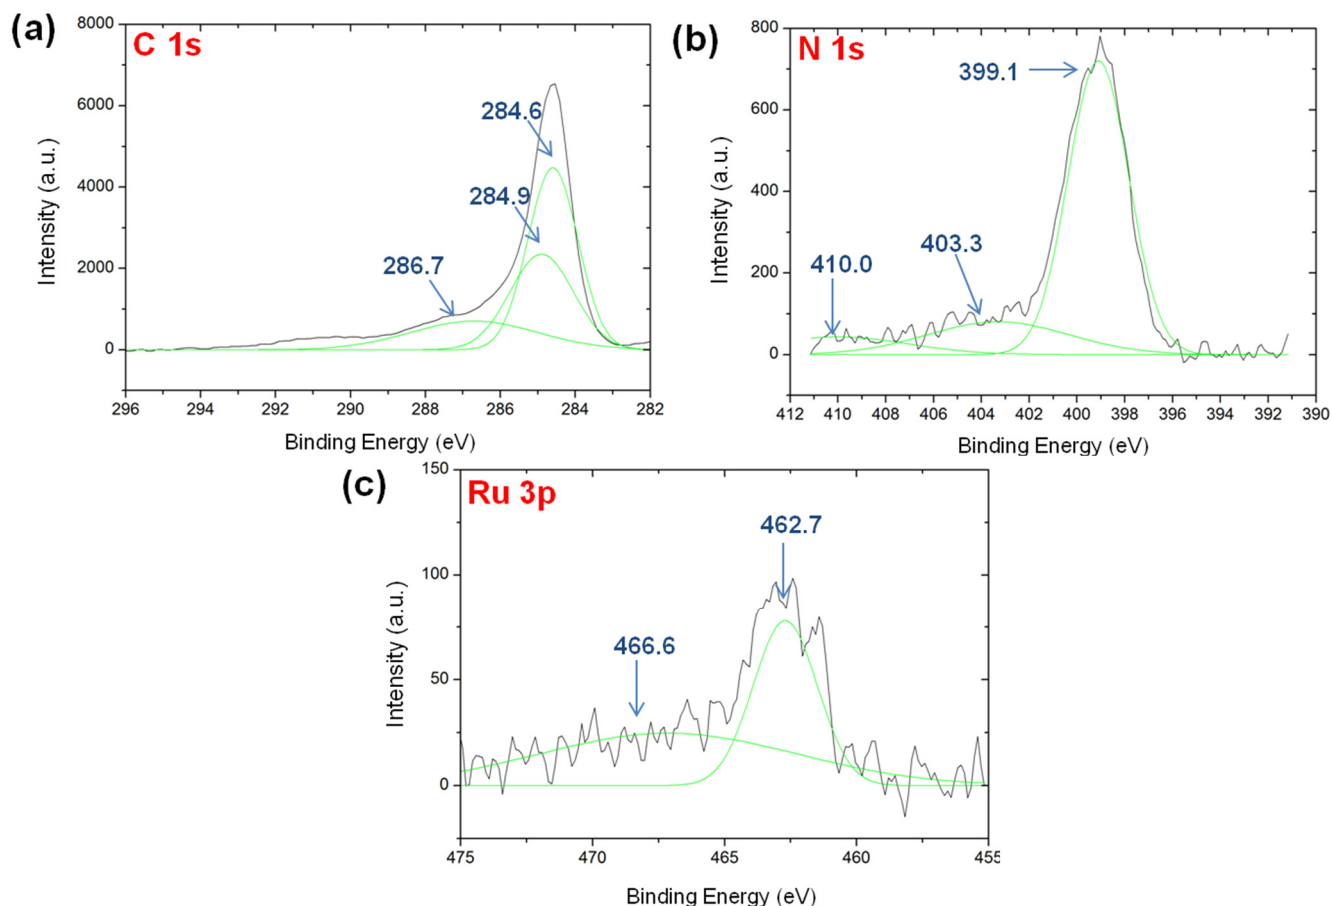 (a)
C 1s
8000
6000
4000
2000
0
Intensity (a.u.)
284.6
284.9
286.7
296 294 292 290 288 286 284 282
Binding Energy (eV)
(b)
N 1s
800
600
400
200
0
Intensity (a.u.)
399.1
403.3
410.0
412 410 408 406 404 402 400 398 396 394 392 390
Binding Energy (eV)
(c)
Ru 3p
150
100
50
0
Intensity (a.u.)
462.7
466.6
475 470 465 460 455
Binding Energy (eV)